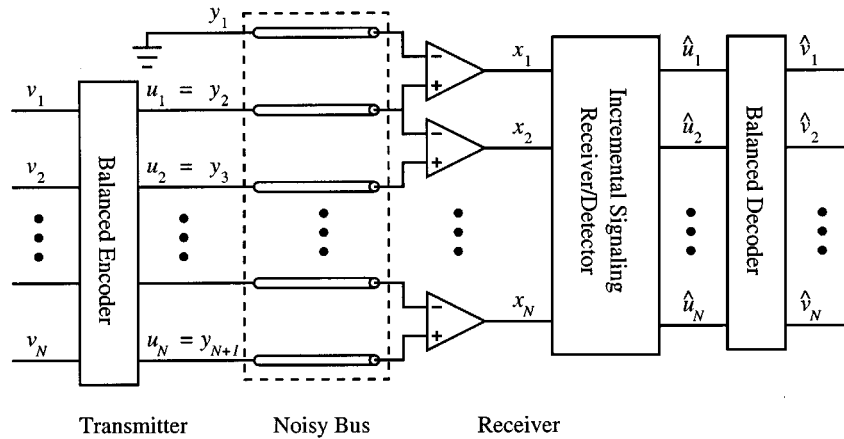 y1
v1
u1 = y2
x1
û1
v̂1
v2
u2 = y3
x2
û2
v̂2
Balanced Encoder
Incremental Signaling
Receiver/Detector
Balanced Decoder
vN
uN = yN+1
xN
ûN
v̂N
− +
− +
− +
Transmitter
Noisy Bus
Receiver